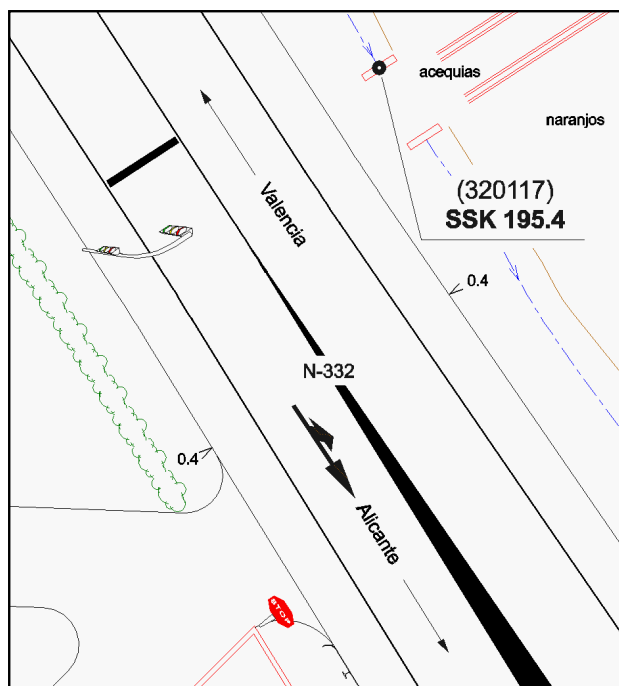 acequias
naranjos
(320117)
SSK 195.4
Valencia
0.4
N-332
0.4
Alicante
STOP